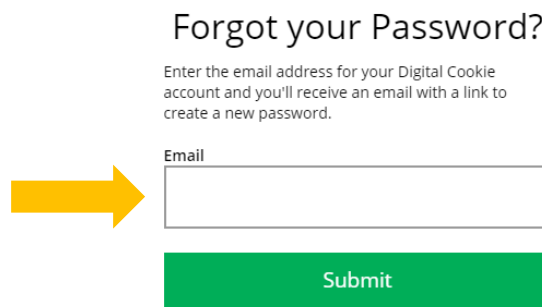 Forgot your Password?
Enter the email address for your Digital Cookie
account and you'll receive an email with a link to
create a new password.
Email
Submit